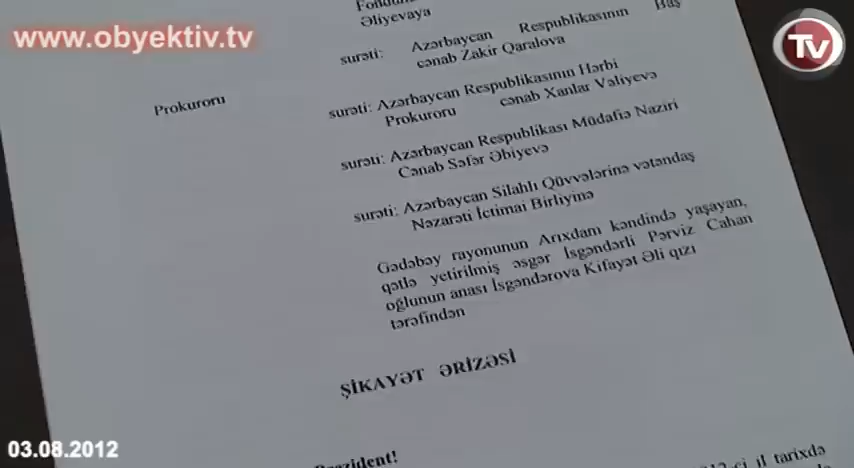 www.obyektiv.tv
TV
Əliyevaya
surəti: Azərbaycan Respublikasının Baş
cənab Zakir Qaralova
Prokuroru
surəti: Azərbaycan Respublikasının Hərbi
Prokuroru cənab Xanlar Vəliyevə
surəti: Azərbaycan Respublikası Müdafiə Naziri
Cənab Səfər Əbiyevə
surəti: Azərbaycan Silahlı Qüvvələrinə vətəndaş
Nəzarəti İctimai Birliyinə
Gədəbəy rayonunun Arıxdam kəndində yaşayan,
qətlə yetirilmiş əsgər İsgəndərli Pərviz Cahan
oğlunun anası İsgəndərova Kifayət Əli qızı
tərəfindən
ŞİKAYƏT ƏRİZƏSİ
Prezident!
il tarixdə
03.08.2012